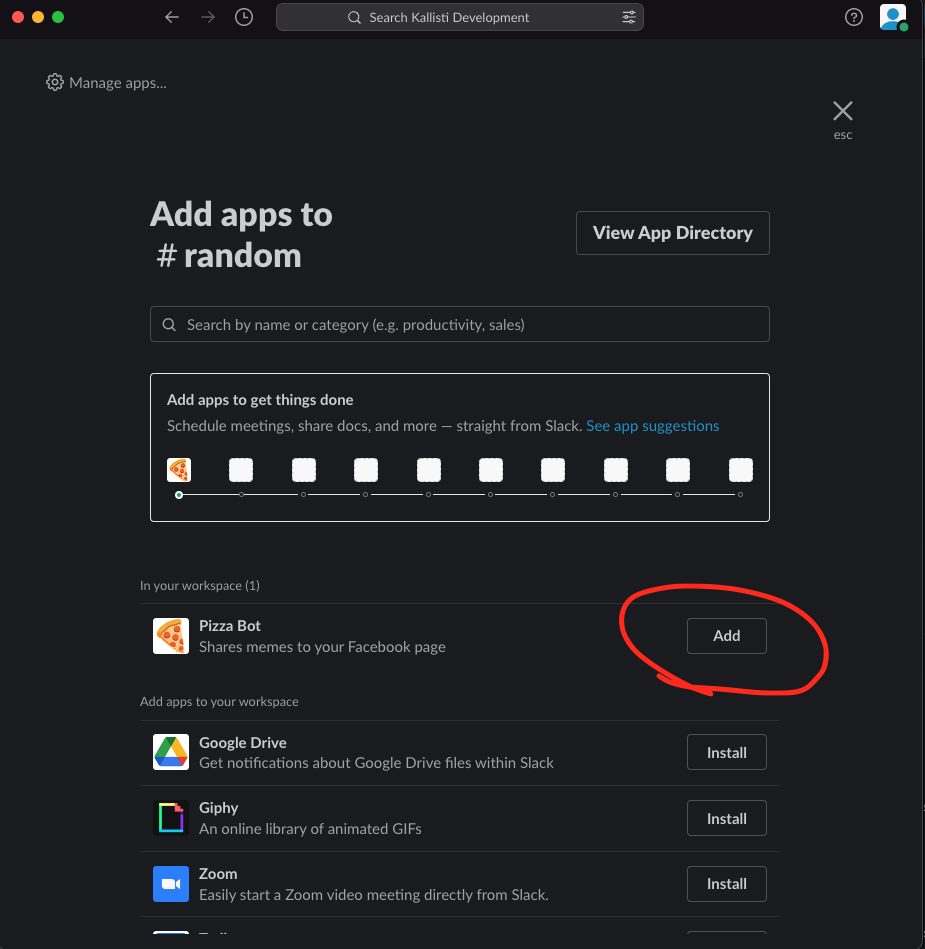 Search Kallisti Development
Manage apps...
esc
Add apps to
# random
View App Directory
Search by name or category (e.g. productivity, sales)
Add apps to get things done
Schedule meetings, share docs, and more — straight from Slack. See app suggestions
In your workspace (1)
Pizza Bot
Shares memes to your Facebook page
Add
Add apps to your workspace
Google Drive
Get notifications about Google Drive files within Slack
Install
Giphy
An online library of animated GIFs
Install
Zoom
Easily start a Zoom video meeting directly from Slack.
Install